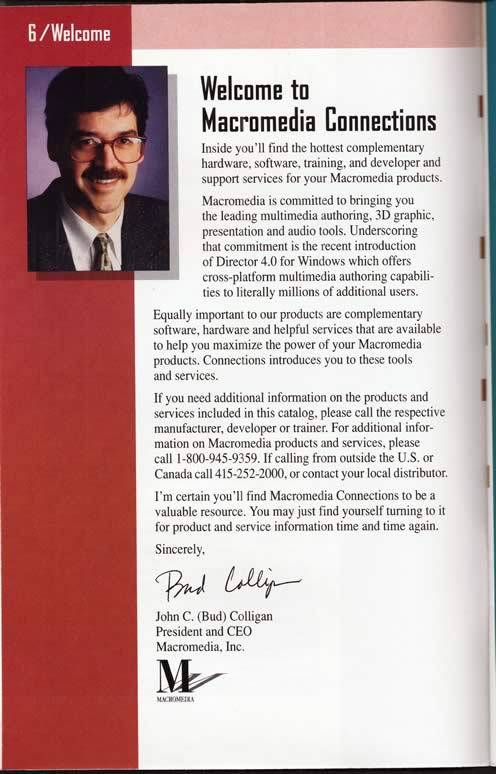 6/Welcome
Welcome to
Macromedia Connections
Inside you'll find the hottest complementary
hardware, software, training, and developer and
support services for your Macromedia products.
Macromedia is committed to bringing you
the leading multimedia authoring, 3D graphic,
presentation and audio tools. Underscoring
that commitment is the recent introduction
of Director 4.0 for Windows which offers
cross-platform multimedia authoring capabili-
ties to literally millions of additional users.
Equally important to our products are complementary
software, hardware and helpful services that are available
to help you maximize the power of your Macromedia
products. Connections introduces you to these tools
and services.
If you need additional information on the products and
services included in this catalog, please call the respective
manufacturer, developer or trainer. For additional infor-
mation on Macromedia products and services, please
call 1-800-945-9359. If calling from outside the U.S. or
Canada call 415-252-2000, or contact your local distributor.
I'm certain you'll find Macromedia Connections to be a
valuable resource. You may just find yourself turning to it
for product and service information time and time again.
Sincerely,
Bud Colligan
John C. (Bud) Colligan
President and CEO
Macromedia, Inc.
M
MACROMEDIA